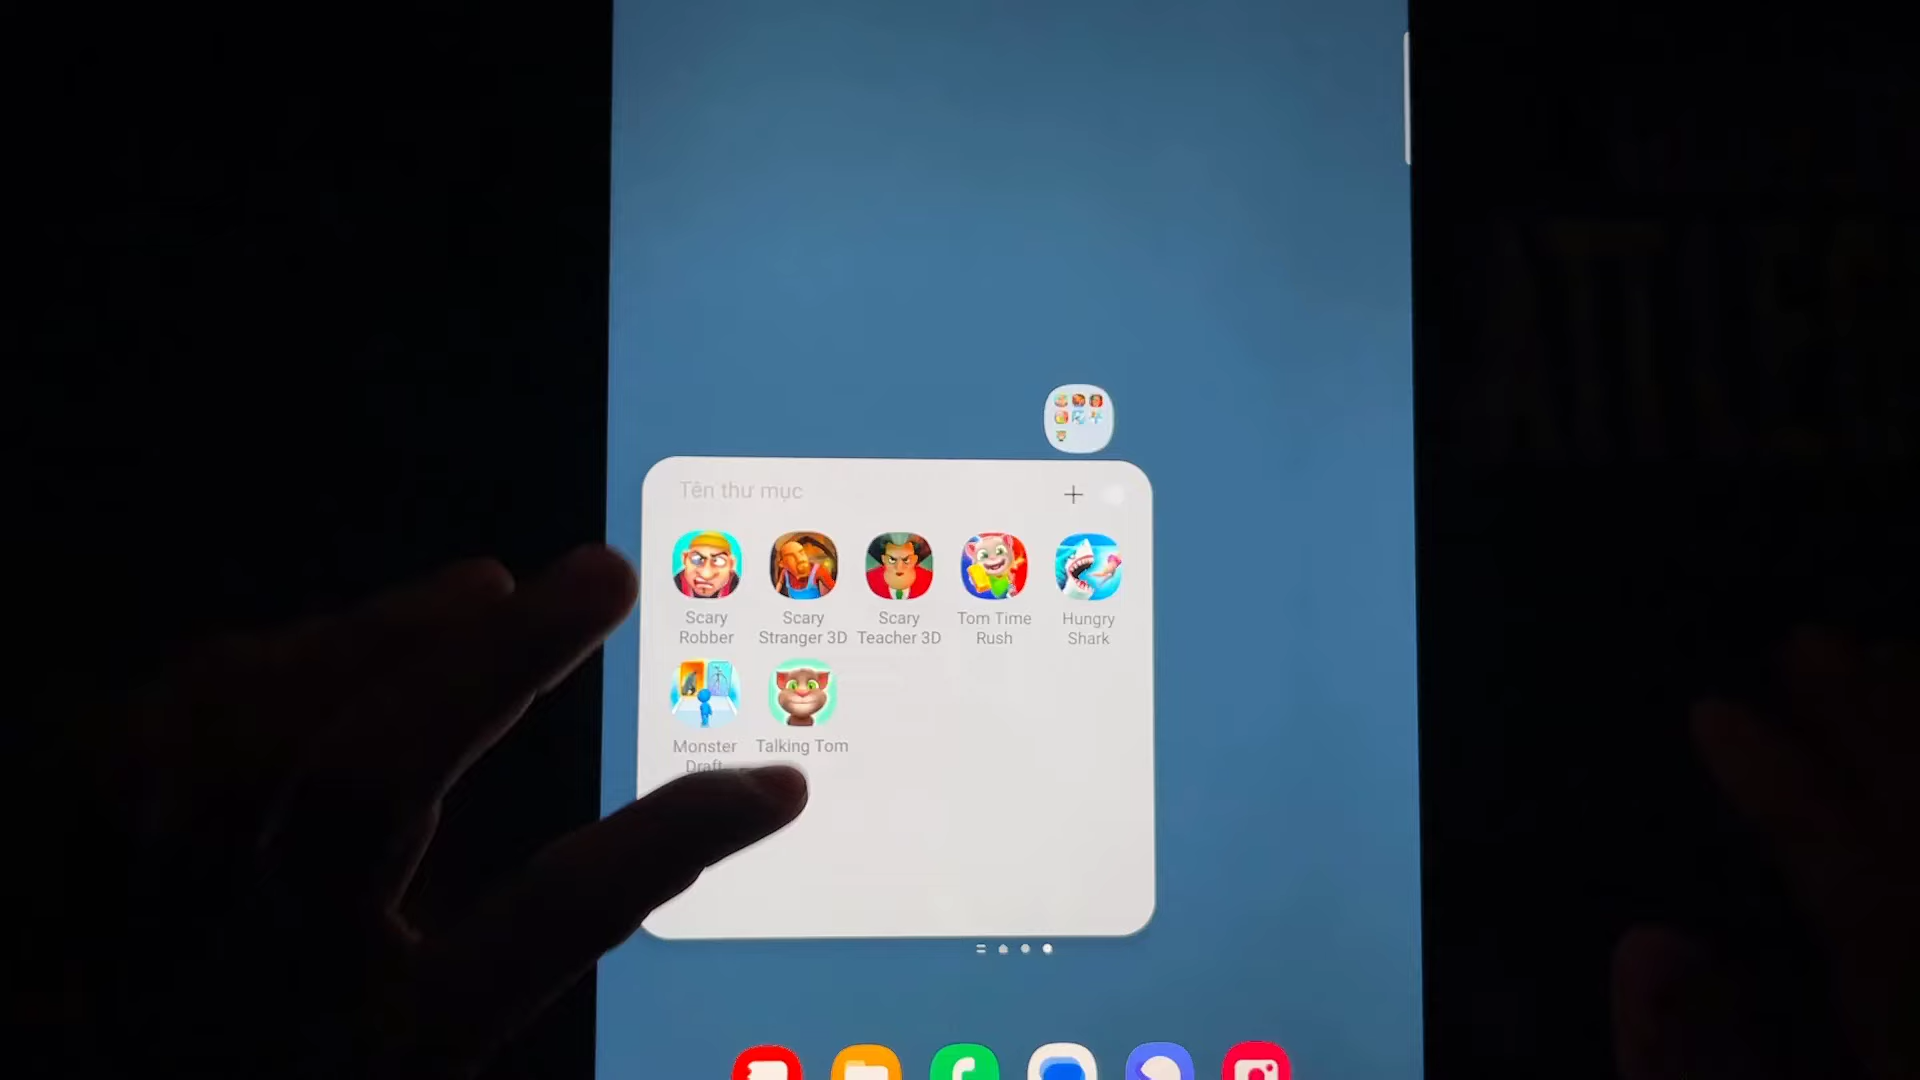 Tên thư mục
Scary
Robber
Scary
Stranger 3D
Scary
Teacher 3D
Tom Time
Rush
Hungry
Shark
Monster
Draft
Talking Tom